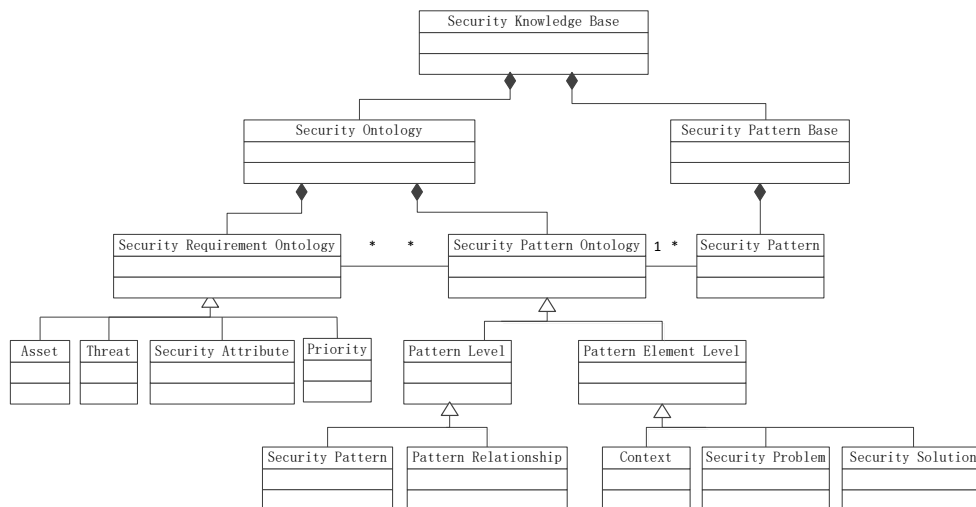 Security Knowledge Base
Security Ontology
Security Pattern Base
Security Requirement Ontology
*
*
Security Pattern Ontology
1 *
Security Pattern
Asset
Threat
Security Attribute
Priority
Pattern Level
Pattern Element Level
Security Pattern
Pattern Relationship
Context
Security Problem
Security Solution